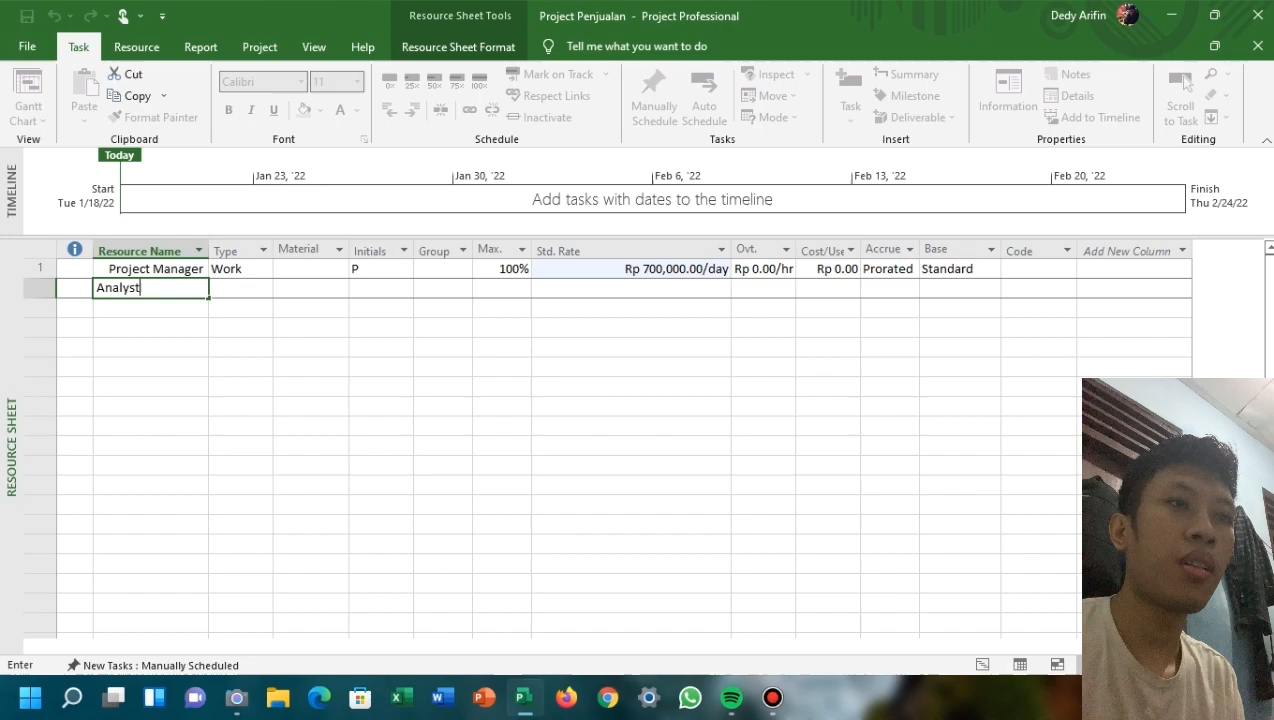 Resource Sheet Tools
Project Penjualan - Project Professional
Dedy Arifin
File
Task
Resource
Report
Project
View
Help
Resource Sheet Format
Tell me what you want to do
Gantt Chart
View
Paste
Cut
Copy
Format Painter
Clipboard
Calibri
11
B I U A
Font
0% 25% 50% 75% 100%
Mark on Track
Respect Links
Inactivate
Schedule
Manually Schedule
Auto Schedule
Inspect
Move
Mode
Tasks
Task
Summary
Milestone
Deliverable
Insert
Information
Notes
Details
Add to Timeline
Properties
Scroll to Task
Editing
TIMELINE
Today
Start
Tue 1/18/22
Jan 23, '22
Jan 30, '22
Feb 6, '22
Feb 13, '22
Feb 20, '22
Add tasks with dates to the timeline
Finish
Thu 2/24/22
RESOURCE SHEET
Resource Name Type Material Initials Group Max. Std. Rate Ovt. Cost/Use Accrue Base Code Add New Column
1 Project Manager Work P 100% Rp 700,000.00/day Rp 0.00/hr Rp 0.00 Prorated Standard
Analyst
Enter
New Tasks : Manually Scheduled